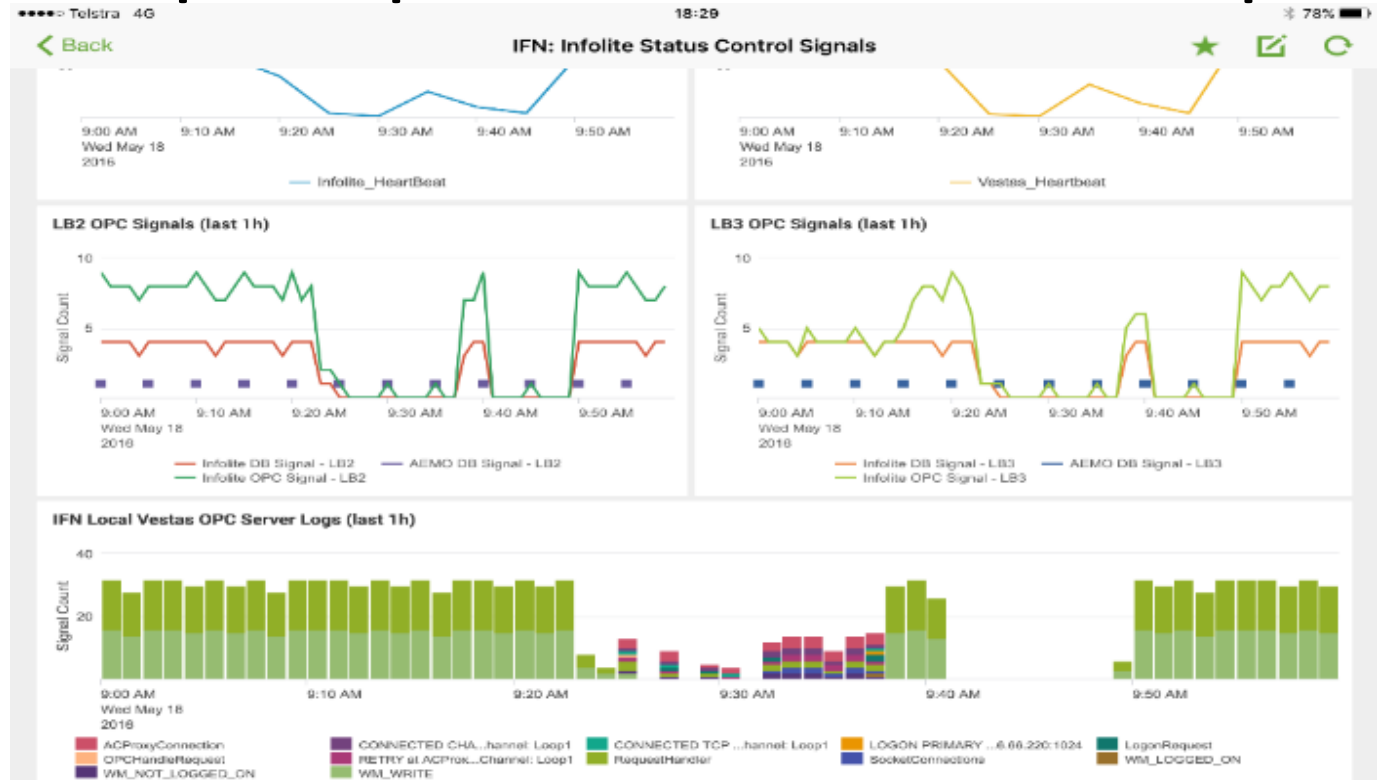 Telstra 4G 18:29 78%
Back IFN: Infolite Status Control Signals
9:00 AM 9:10 AM 9:20 AM 9:30 AM 9:40 AM 9:50 AM
Wed May 18
2016
Infolite_HeartBeat
9:00 AM 9:10 AM 9:20 AM 9:30 AM 9:40 AM 9:50 AM
Wed May 18
2016
Vestas_Heartbeat
LB2 OPC Signals (last 1h)
10
5
Signal Count
9:00 AM 9:10 AM 9:20 AM 9:30 AM 9:40 AM 9:50 AM
Wed May 18
2016
Infolite DB Signal - LB2 AEMO DB Signal - LB2
Infolite OPC Signal - LB2
LB3 OPC Signals (last 1h)
10
5
Signal Count
9:00 AM 9:10 AM 9:20 AM 9:30 AM 9:40 AM 9:50 AM
Wed May 18
2016
Infolite DB Signal - LB3 AEMO DB Signal - LB3
Infolite OPC Signal - LB3
IFN Local Vestas OPC Server Logs (last 1h)
40
20
Signal Count
9:00 AM 9:10 AM 9:20 AM 9:30 AM 9:40 AM 9:50 AM
Wed May 18
2016
ACProxyConnection CONNECTED CHA...hannel: Loop1 CONNECTED TCP ...hannel: Loop1 LOGON PRIMARY ...6.66.220:1024 LogonRequest
OPCHandleRequest RETRY at ACProx...Channel: Loop1 RequestHandler SocketConnections WM_LOGGED_ON
WM_NOT_LOGGED_ON WM_WRITE